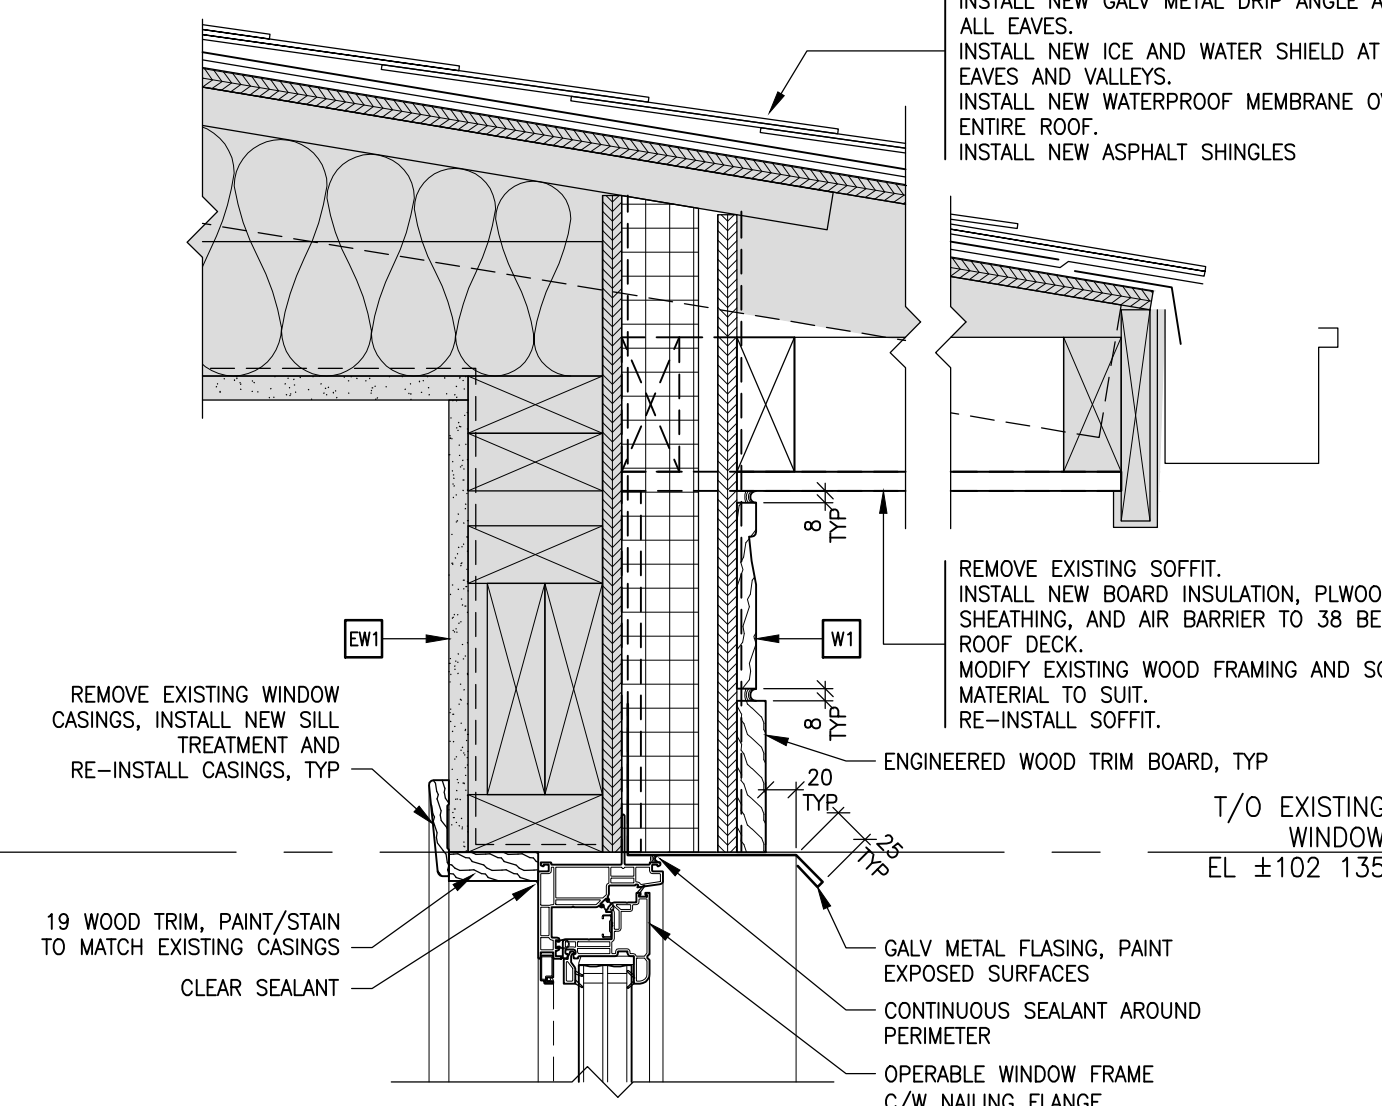 INSTALL NEW GALV METAL DRIP ANGLE A
ALL EAVES.
INSTALL NEW ICE AND WATER SHIELD AT
EAVES AND VALLEYS.
INSTALL NEW WATERPROOF MEMBRANE OV
ENTIRE ROOF.
INSTALL NEW ASPHALT SHINGLES
8
TYP
REMOVE EXISTING SOFFIT.
INSTALL NEW BOARD INSULATION, PLWOO
SHEATHING, AND AIR BARRIER TO 38 BE
ROOF DECK.
MODIFY EXISTING WOOD FRAMING AND SO
MATERIAL TO SUIT.
RE-INSTALL SOFFIT.
EW1
W1
REMOVE EXISTING WINDOW
CASINGS, INSTALL NEW SILL
TREATMENT AND
RE-INSTALL CASINGS, TYP
8
TYP
ENGINEERED WOOD TRIM BOARD, TYP
20
TYP
25
TYP
T/O EXISTING
WINDOW
EL ±102 135
19 WOOD TRIM, PAINT/STAIN
TO MATCH EXISTING CASINGS
CLEAR SEALANT
GALV METAL FLASING, PAINT
EXPOSED SURFACES
CONTINUOUS SEALANT AROUND
PERIMETER
OPERABLE WINDOW FRAME
C/W NAILING FLANGE